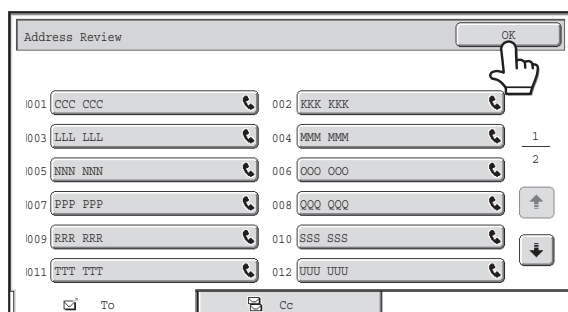 Address Review OK
001 CCC CCC 002 KKK KKK
003 LLL LLL 004 MMM MMM
1
005 NNN NNN 006 OOO OOO
2
007 PPP PPP 008 QQQ QQQ
009 RRR RRR 010 SSS SSS
011 TTT TTT 012 UUU UUU
To Cc